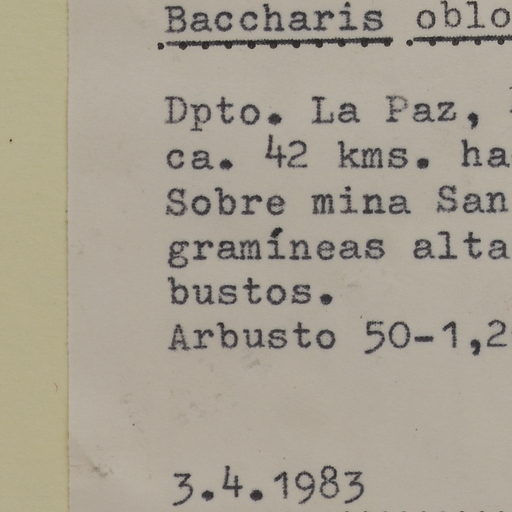 Baccharis oblo
Dpto. La Paz,
ca. 42 kms. ha
Sobre mina San
gramíneas alta
bustos.
Arbusto 50-1,2
3.4.1983